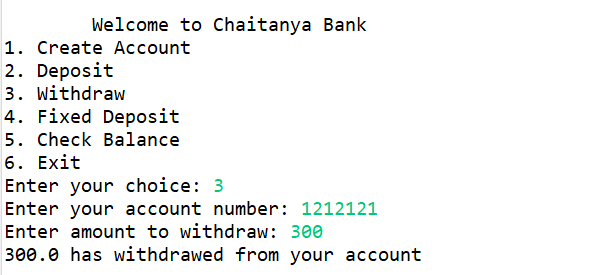 Welcome to Chaitanya Bank
1. Create Account
2. Deposit
3. Withdraw
4. Fixed Deposit
5. Check Balance
6. Exit
Enter your choice: 3
Enter your account number: 1212121
Enter amount to withdraw: 300
300.0 has withdrawed from your account